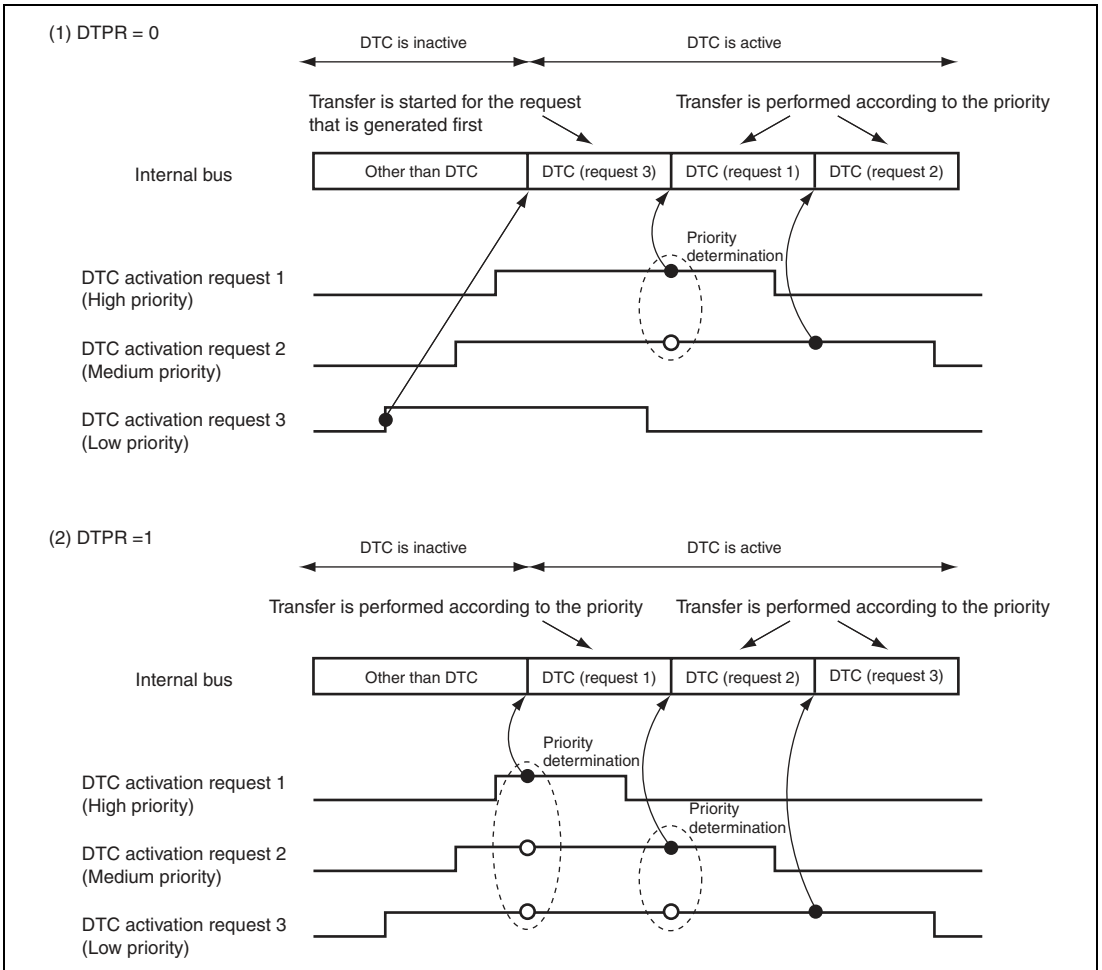 (1) DTPR = 0
DTC is inactive
DTC is active
Transfer is started for the request
that is generated first
Transfer is performed according to the priority
Internal bus
Other than DTC
DTC (request 3)
DTC (request 1)
DTC (request 2)
Priority
determination
DTC activation request 1
(High priority)
DTC activation request 2
(Medium priority)
DTC activation request 3
(Low priority)
(2) DTPR =1
DTC is inactive
DTC is active
Transfer is performed according to the priority
Transfer is performed according to the priority
Internal bus
Other than DTC
DTC (request 1)
DTC (request 2)
DTC (request 3)
Priority
determination
DTC activation request 1
(High priority)
Priority
determination
DTC activation request 2
(Medium priority)
DTC activation request 3
(Low priority)